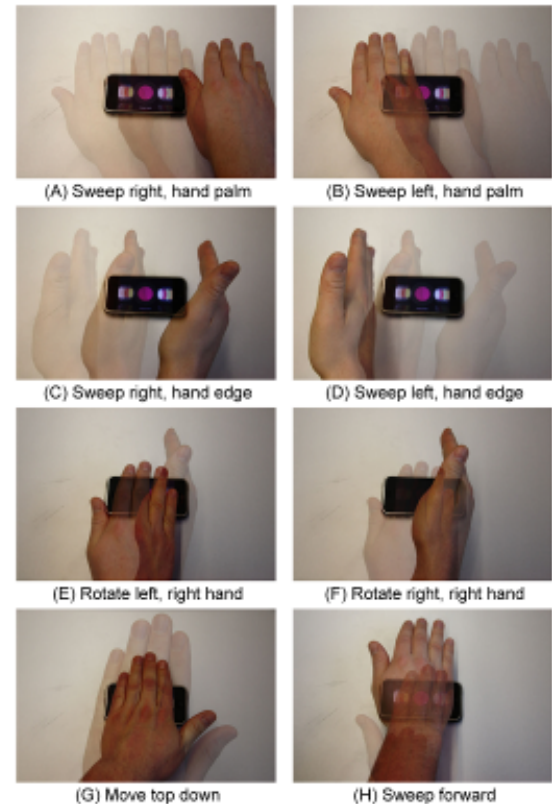 (A) Sweep right, hand palm
(B) Sweep left, hand palm
(C) Sweep right, hand edge
(D) Sweep left, hand edge
(E) Rotate left, right hand
(F) Rotate right, right hand
(G) Move top down
(H) Sweep forward